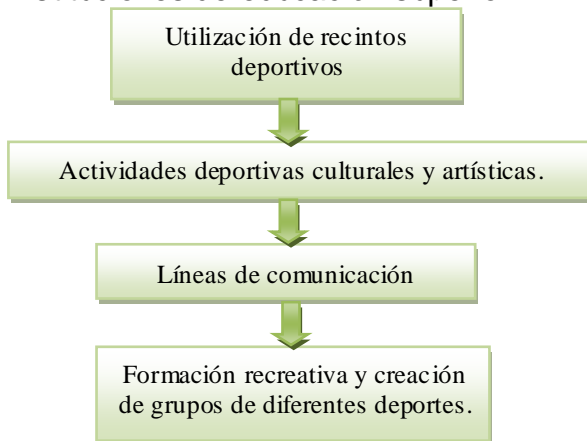 Utilización de recintos
deportivos
Actividades deportivas culturales y artísticas.
Líneas de comunicación
Formación recreativa y creación
de grupos de diferentes deportes.